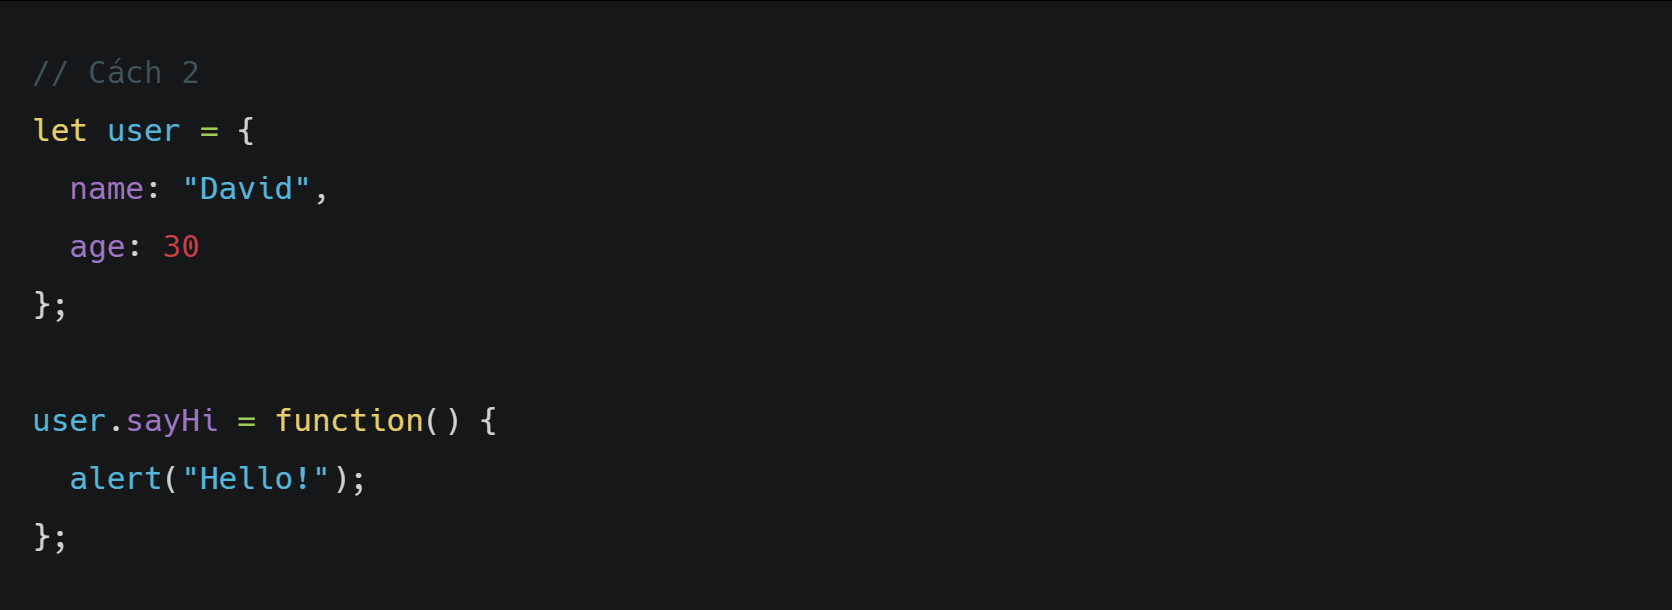 // Cách 2
let user = {
  name: "David",
  age: 30
};

user.sayHi = function() {
  alert("Hello!");
};